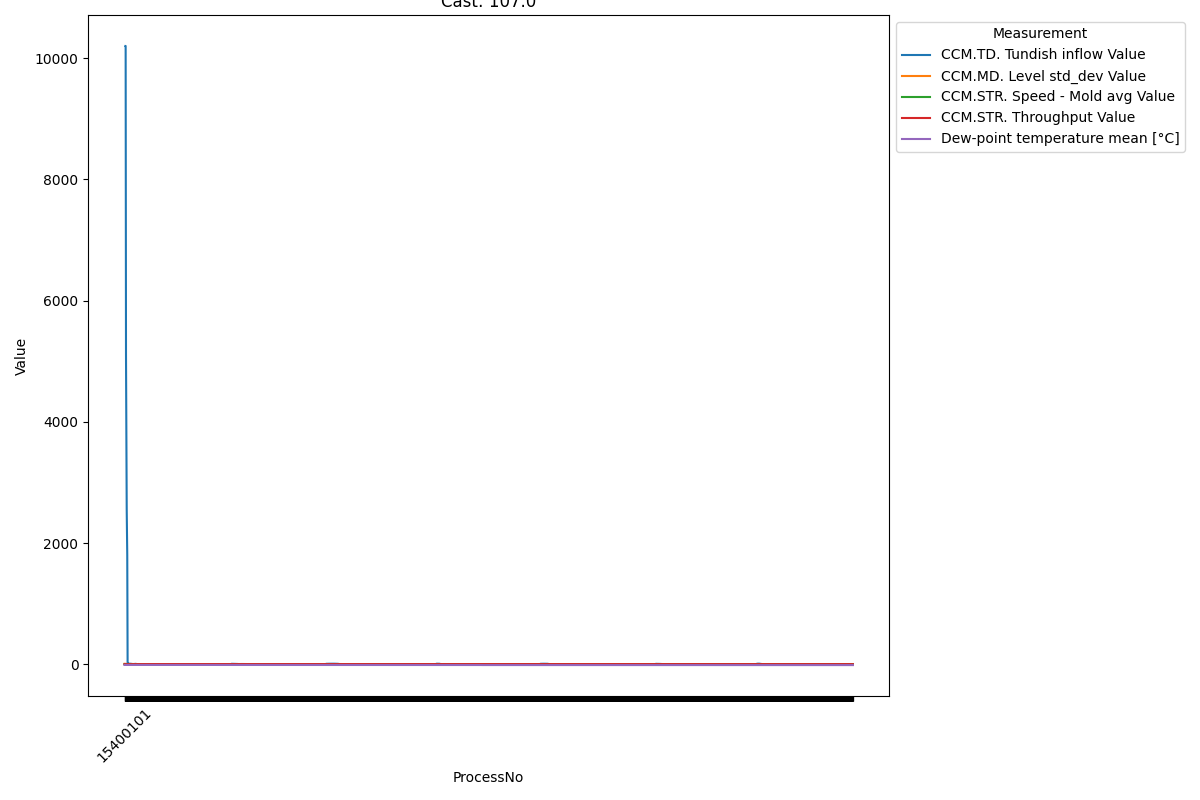 Cast: 107.0
10000
8000
6000
4000
2000
0
Value
15400101
ProcessNo
Measurement
CCM.TD. Tundish inflow Value
CCM.MD. Level std_dev Value
CCM.STR. Speed - Mold avg Value
CCM.STR. Throughput Value
Dew-point temperature mean [°C]